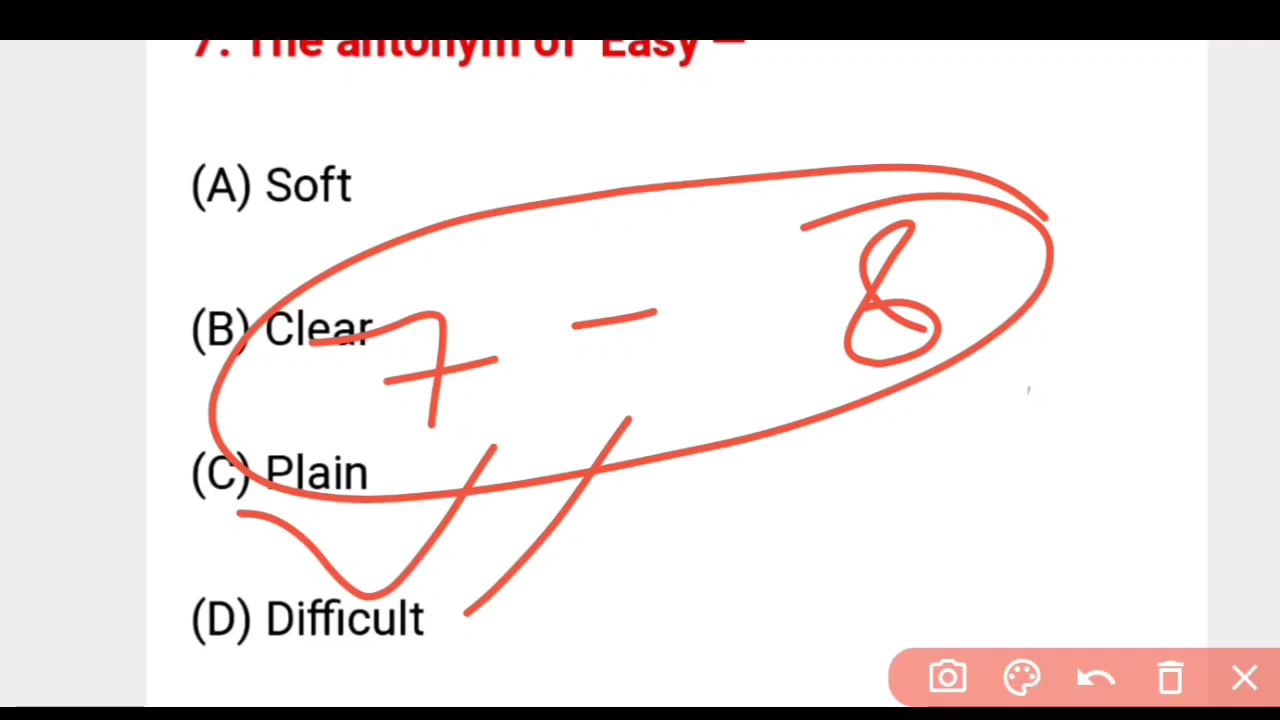 7. The antonym of 'Easy' –
(A) Soft
(B) Clear
7 - 8
(C) Plain
(D) Difficult